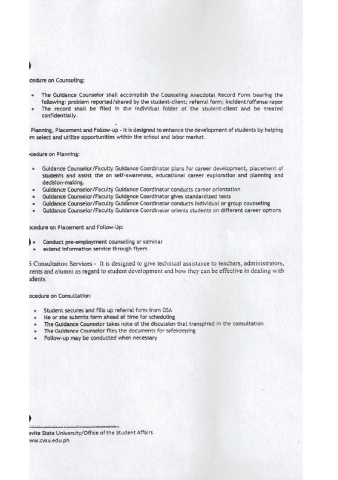 cedure on Counseling:
• The Guidance Counselor shall accomplish the Counseling Anecdotal Record Form bearing the
following: problem reported/shared by the student-client; referral form; incident/offense repor
• The record shall be filed in the individual folder of the student-client and be treated
confidentially.
Planning, Placement and Follow-up - It is designed to enhance the development of students by helping
m select and utilize opportunities within the school and labor market.
cedure on Planning:
• Guidance Counselor/Faculty Guidance Coordinator plans for career development, placement of
students and assist the on self-awareness, educational career exploration and planning and
decision-making.
• Guidance Counselor/Faculty Guidance Coordinator conducts career orientation
• Guidance Counselor/Faculty Guidance Coordinator gives standardized tests
• Guidance Counselor/Faculty Guidance Coordinator conducts individual or group counseling
• Guidance Counselor/Faculty Guidance Coordinator orients students on different career options
ocedure on Placement and Follow-Up:
• Conduct pre-employment counseling or seminar
• extend information service through flyers
5 Consultation Services - It is designed to give technical assistance to teachers, administrators,
rents and alumni as regard to student development and how they can be effective in dealing with
udents.
ocedure on Consultation:
• Student secures and fills up referral form from OSA
• He or she submits form ahead of time for scheduling
• The Guidance Counselor takes note of the discussion that transpired in the consultation
• The Guidance Counselor files the documents for safekeeping
• Follow-up may be conducted when necessary
avite State University/Office of the Student Affairs
ww.cvsu.edu.ph